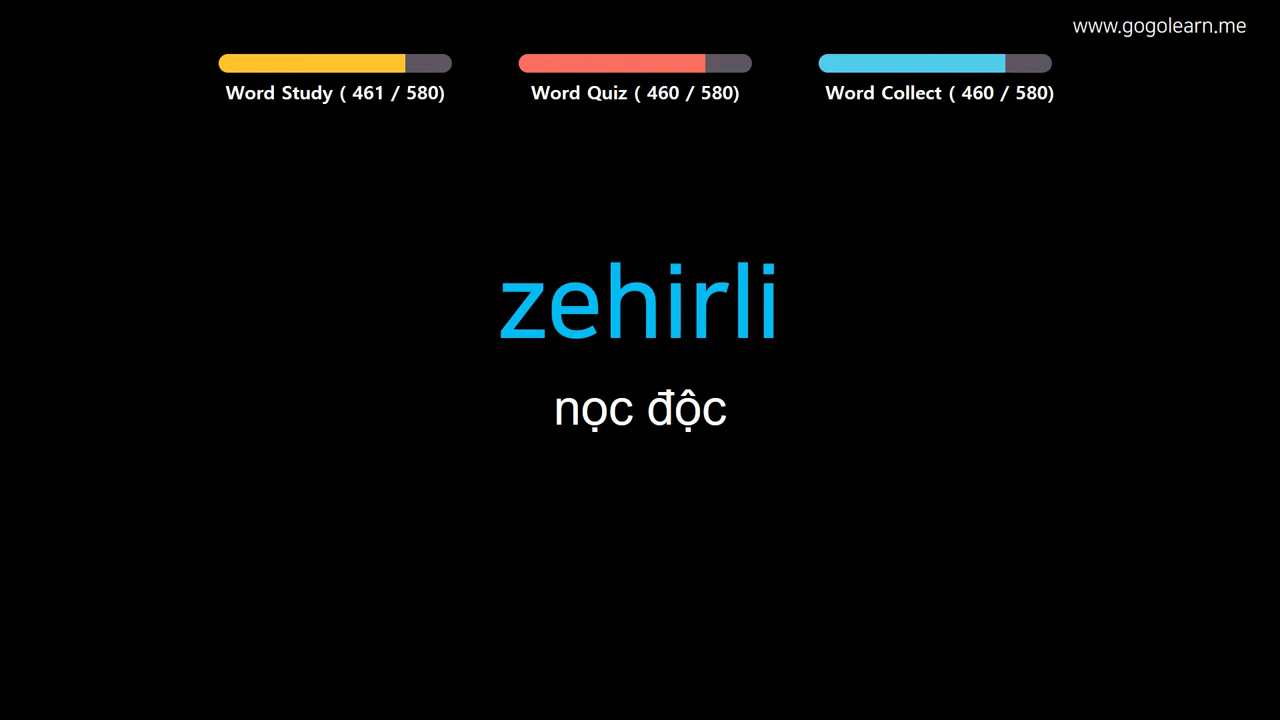 www.gogolearn.me
Word Study ( 461 / 580)
Word Quiz ( 460 / 580)
Word Collect ( 460 / 580)
zehirli
nọc độc